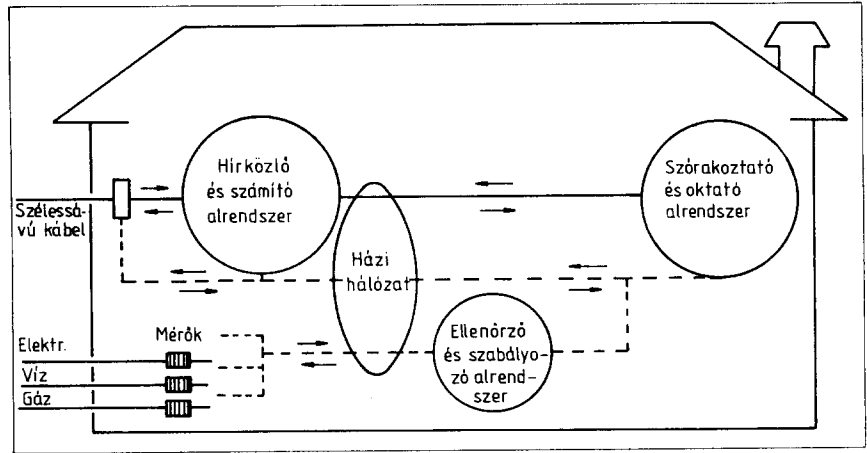 Hírközlő
és számító
alrendszer
Szórakoztató
és oktató
alrendszer
Szélessá-
vú kábel
Házi
hálózat
Mérők
Elektr.
Víz
Gáz
Ellenőrző
és szabályo-
zó alrend-
szer